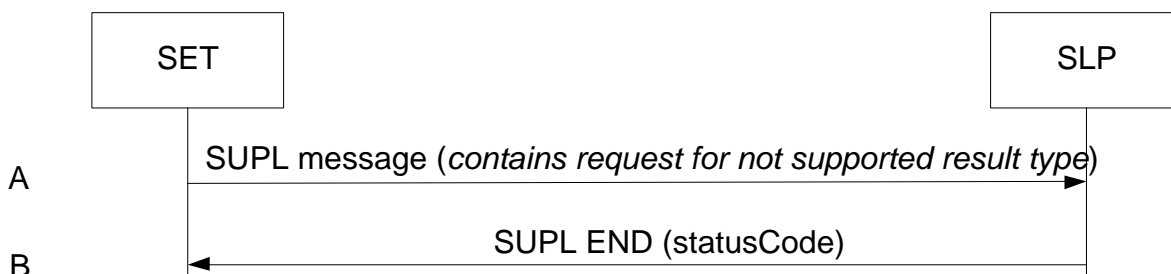 SET
SLP
SUPL message (contains request for not supported result type)
A
SUPL END (statusCode)
B